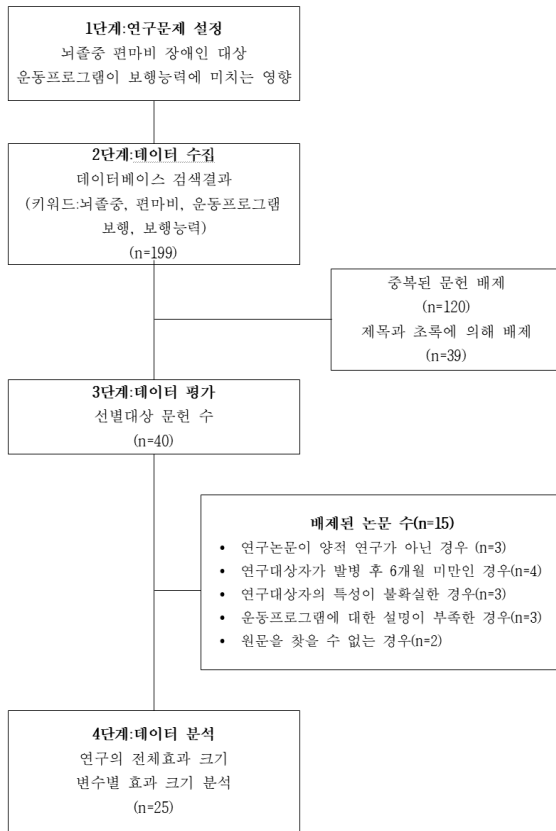 1단계:연구문제 설정
뇌졸중 편마비 장애인 대상
운동프로그램이 보행능력에 미치는 영향
2단계:데이터 수집
데이터베이스 검색결과
(키워드:뇌졸중, 편마비, 운동프로그램
보행, 보행능력)
(n=199)
중복된 문헌 배제
(n=120)
제목과 초록에 의해 배제
(n=39)
3단계:데이터 평가
선별대상 문헌 수
(n=40)
배제된 논문 수(n=15)
• 연구논문이 양적 연구가 아닌 경우 (n=3)
• 연구대상자가 발병 후 6개월 미만인 경우(n=4)
• 연구대상자의 특성이 불확실한 경우(n=3)
• 운동프로그램에 대한 설명이 부족한 경우(n=3)
• 원문을 찾을 수 없는 경우(n=2)
4단계:데이터 분석
연구의 전체효과 크기
변수별 효과 크기 분석
(n=25)